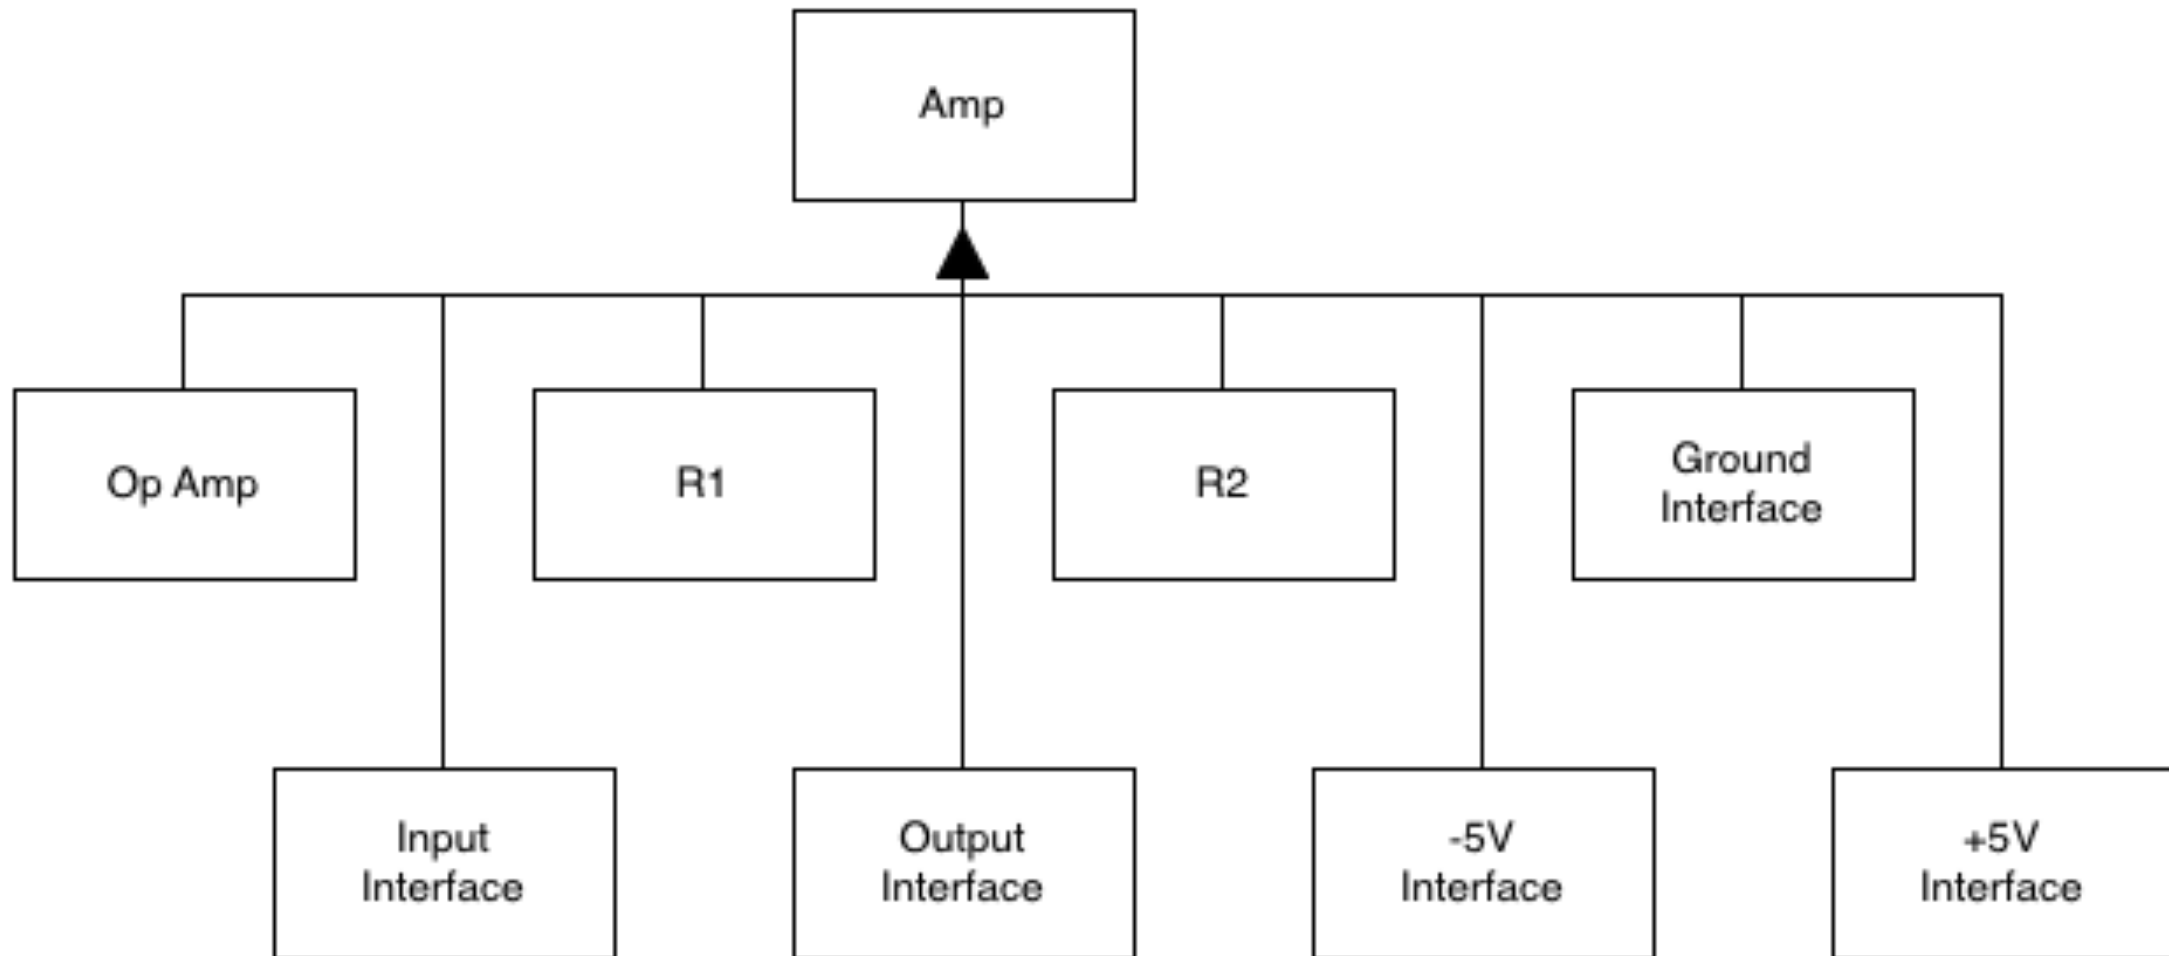 Amp
Op Amp
R1
R2
Ground
Interface
Input
Interface
Output
Interface
-5V
Interface
+5V
Interface